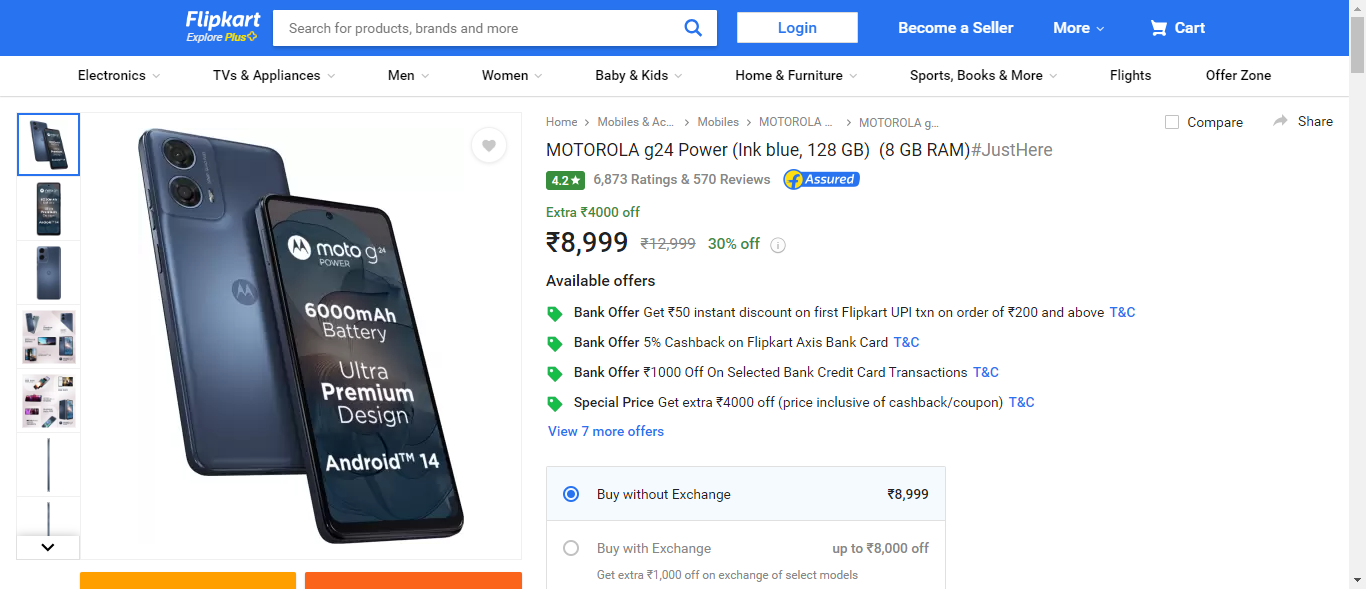 Flipkart
Explore Plus
Search for products, brands and more
Login
Become a Seller
More
Cart
Electronics
TVs & Appliances
Men
Women
Baby & Kids
Home & Furniture
Sports, Books & More
Flights
Offer Zone
Home
Mobiles & Ac...
Mobiles
MOTOROLA ...
MOTOROLA g...
Compare
Share
MOTOROLA g24 Power (Ink blue, 128 GB) (8 GB RAM)#JustHere
4.2★ 6,873 Ratings & 570 Reviews Assured
Extra ₹4000 off
₹8,999 ₹12,999 30% off
Available offers
Bank Offer Get ₹50 instant discount on first Flipkart UPI txn on order of ₹200 and above T&C
Bank Offer 5% Cashback on Flipkart Axis Bank Card T&C
Bank Offer ₹1000 Off On Selected Bank Credit Card Transactions T&C
Special Price Get extra ₹4000 off (price inclusive of cashback/coupon) T&C
View 7 more offers
Buy without Exchange ₹8,999
Buy with Exchange up to ₹8,000 off
Get extra ₹1,000 off on exchange of select models
moto g24
POWER
6000mAh
Battery
Ultra
Premium
Design
Android™ 14